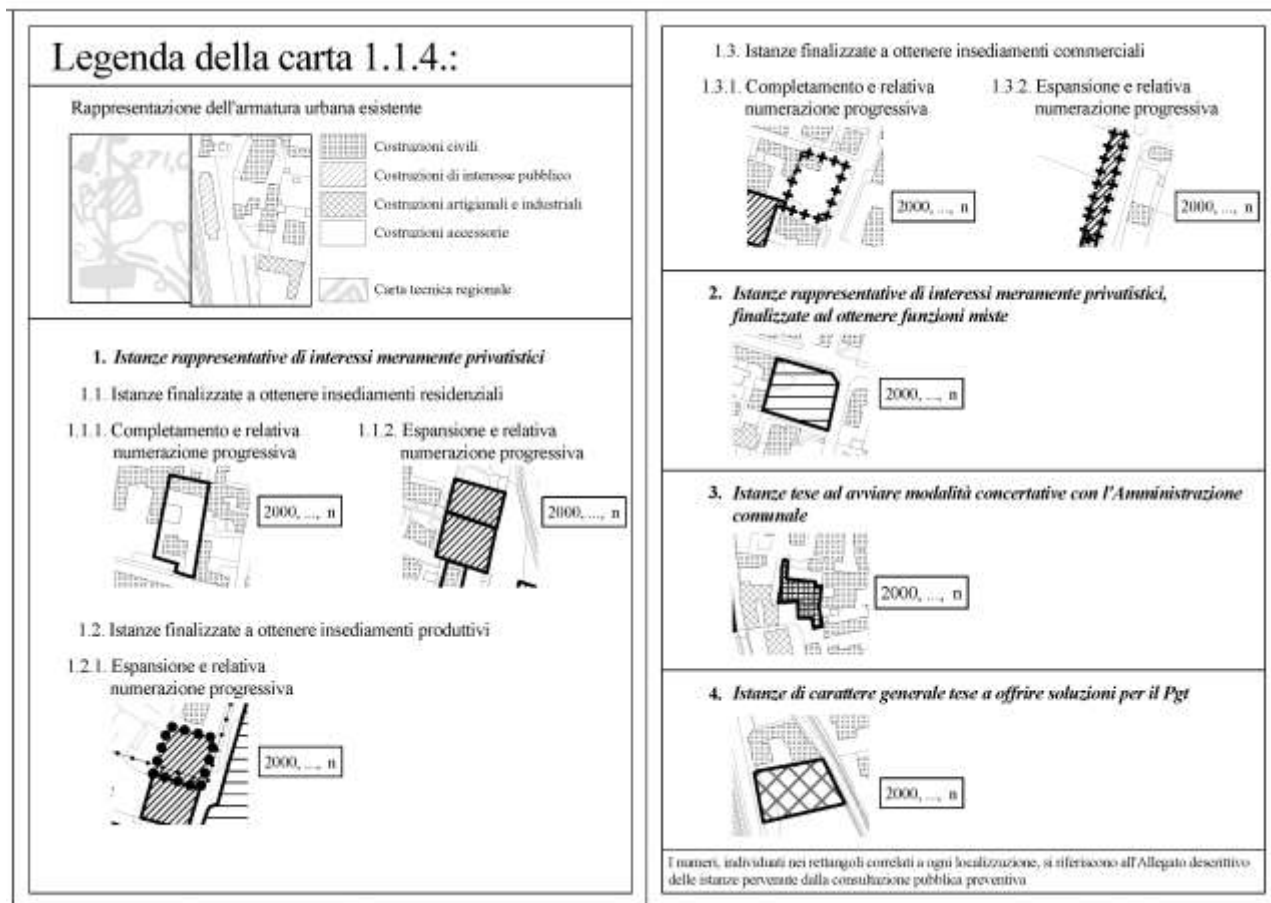 Legenda della carta 1.1.4.:
Rappresentazione dell'armatura urbana esistente
271,0
Costruzioni civili
Costruzioni di interesse pubblico
Costruzioni artigianali e industriali
Costruzioni accessorie
Carta tecnica regionale
1. Istanze rappresentative di interessi meramente privatistici
1.1. Istanze finalizzate a ottenere insediamenti residenziali
1.1.1. Completamento e relativa
numerazione progressiva
2000, ..., n
1.1.2. Espansione e relativa
numerazione progressiva
2000, ..., n
1.2. Istanze finalizzate a ottenere insediamenti produttivi
1.2.1. Espansione e relativa
numerazione progressiva
2000, ..., n
1.3. Istanze finalizzate a ottenere insediamenti commerciali
1.3.1. Completamento e relativa
numerazione progressiva
2000, ..., n
1.3.2. Espansione e relativa
numerazione progressiva
2000, ..., n
2. Istanze rappresentative di interessi meramente privatistici,
finalizzate ad ottenere funzioni miste
2000, ..., n
3. Istanze tese ad avviare modalità concertative con l'Amministrazione
comunale
2000, ..., n
4. Istanze di carattere generale tese a offrire soluzioni per il Pgt
2000, ..., n
I numeri, individuati nei rettangoli correlati a ogni localizzazione, si riferiscono all'Allegato descrittivo
delle istanze pervenute dalla consultazione pubblica preventiva